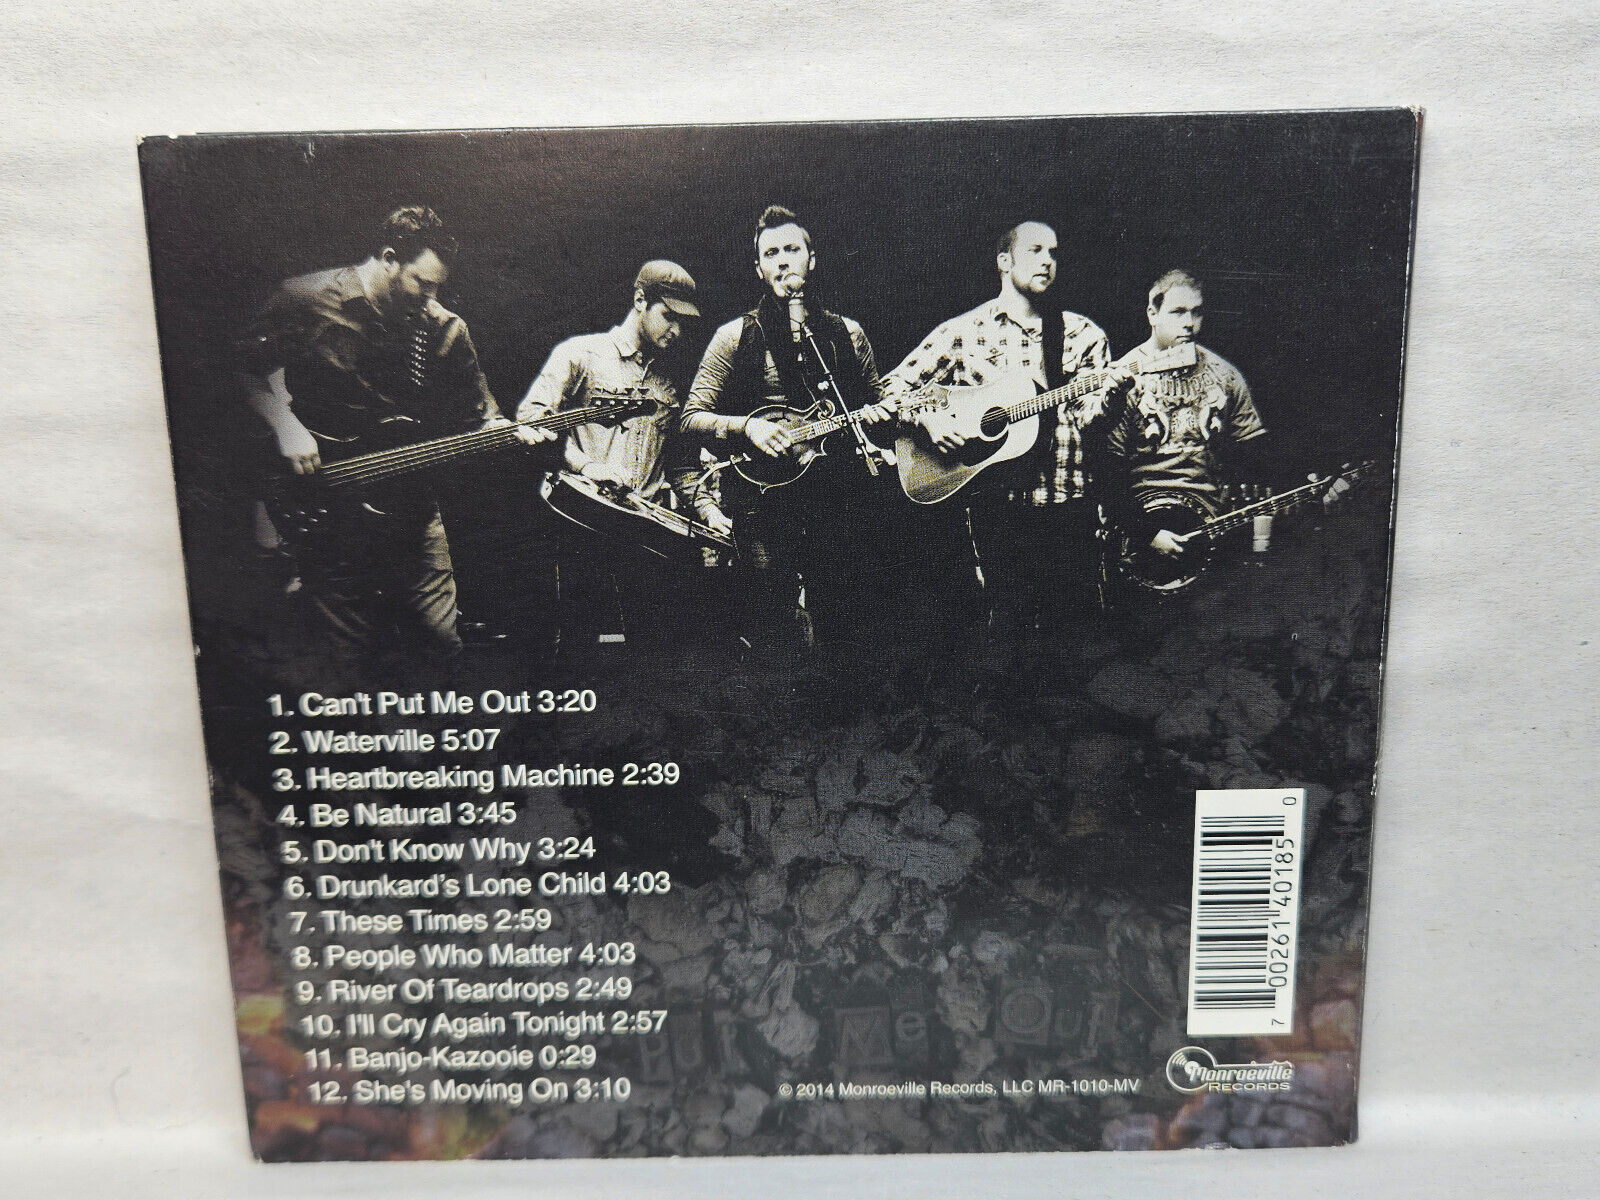 1. Can't Put Me Out 3:20
2. Waterville 5:07
3. Heartbreaking Machine 2:39
4. Be Natural 3:45
5. Don't Know Why 3:24
6. Drunkard's Lone Child 4:03
7. These Times 2:59
8. People Who Matter 4:03
9. River Of Teardrops 2:49
10. I'll Cry Again Tonight 2:57
11. Banjo-Kazooie 0:29
12. She's Moving On 3:10
Put Me Out
© 2014 Monroeville Records, LLC MR-1010-MV
Monroeville
RECORDS
7 00261 40185 0